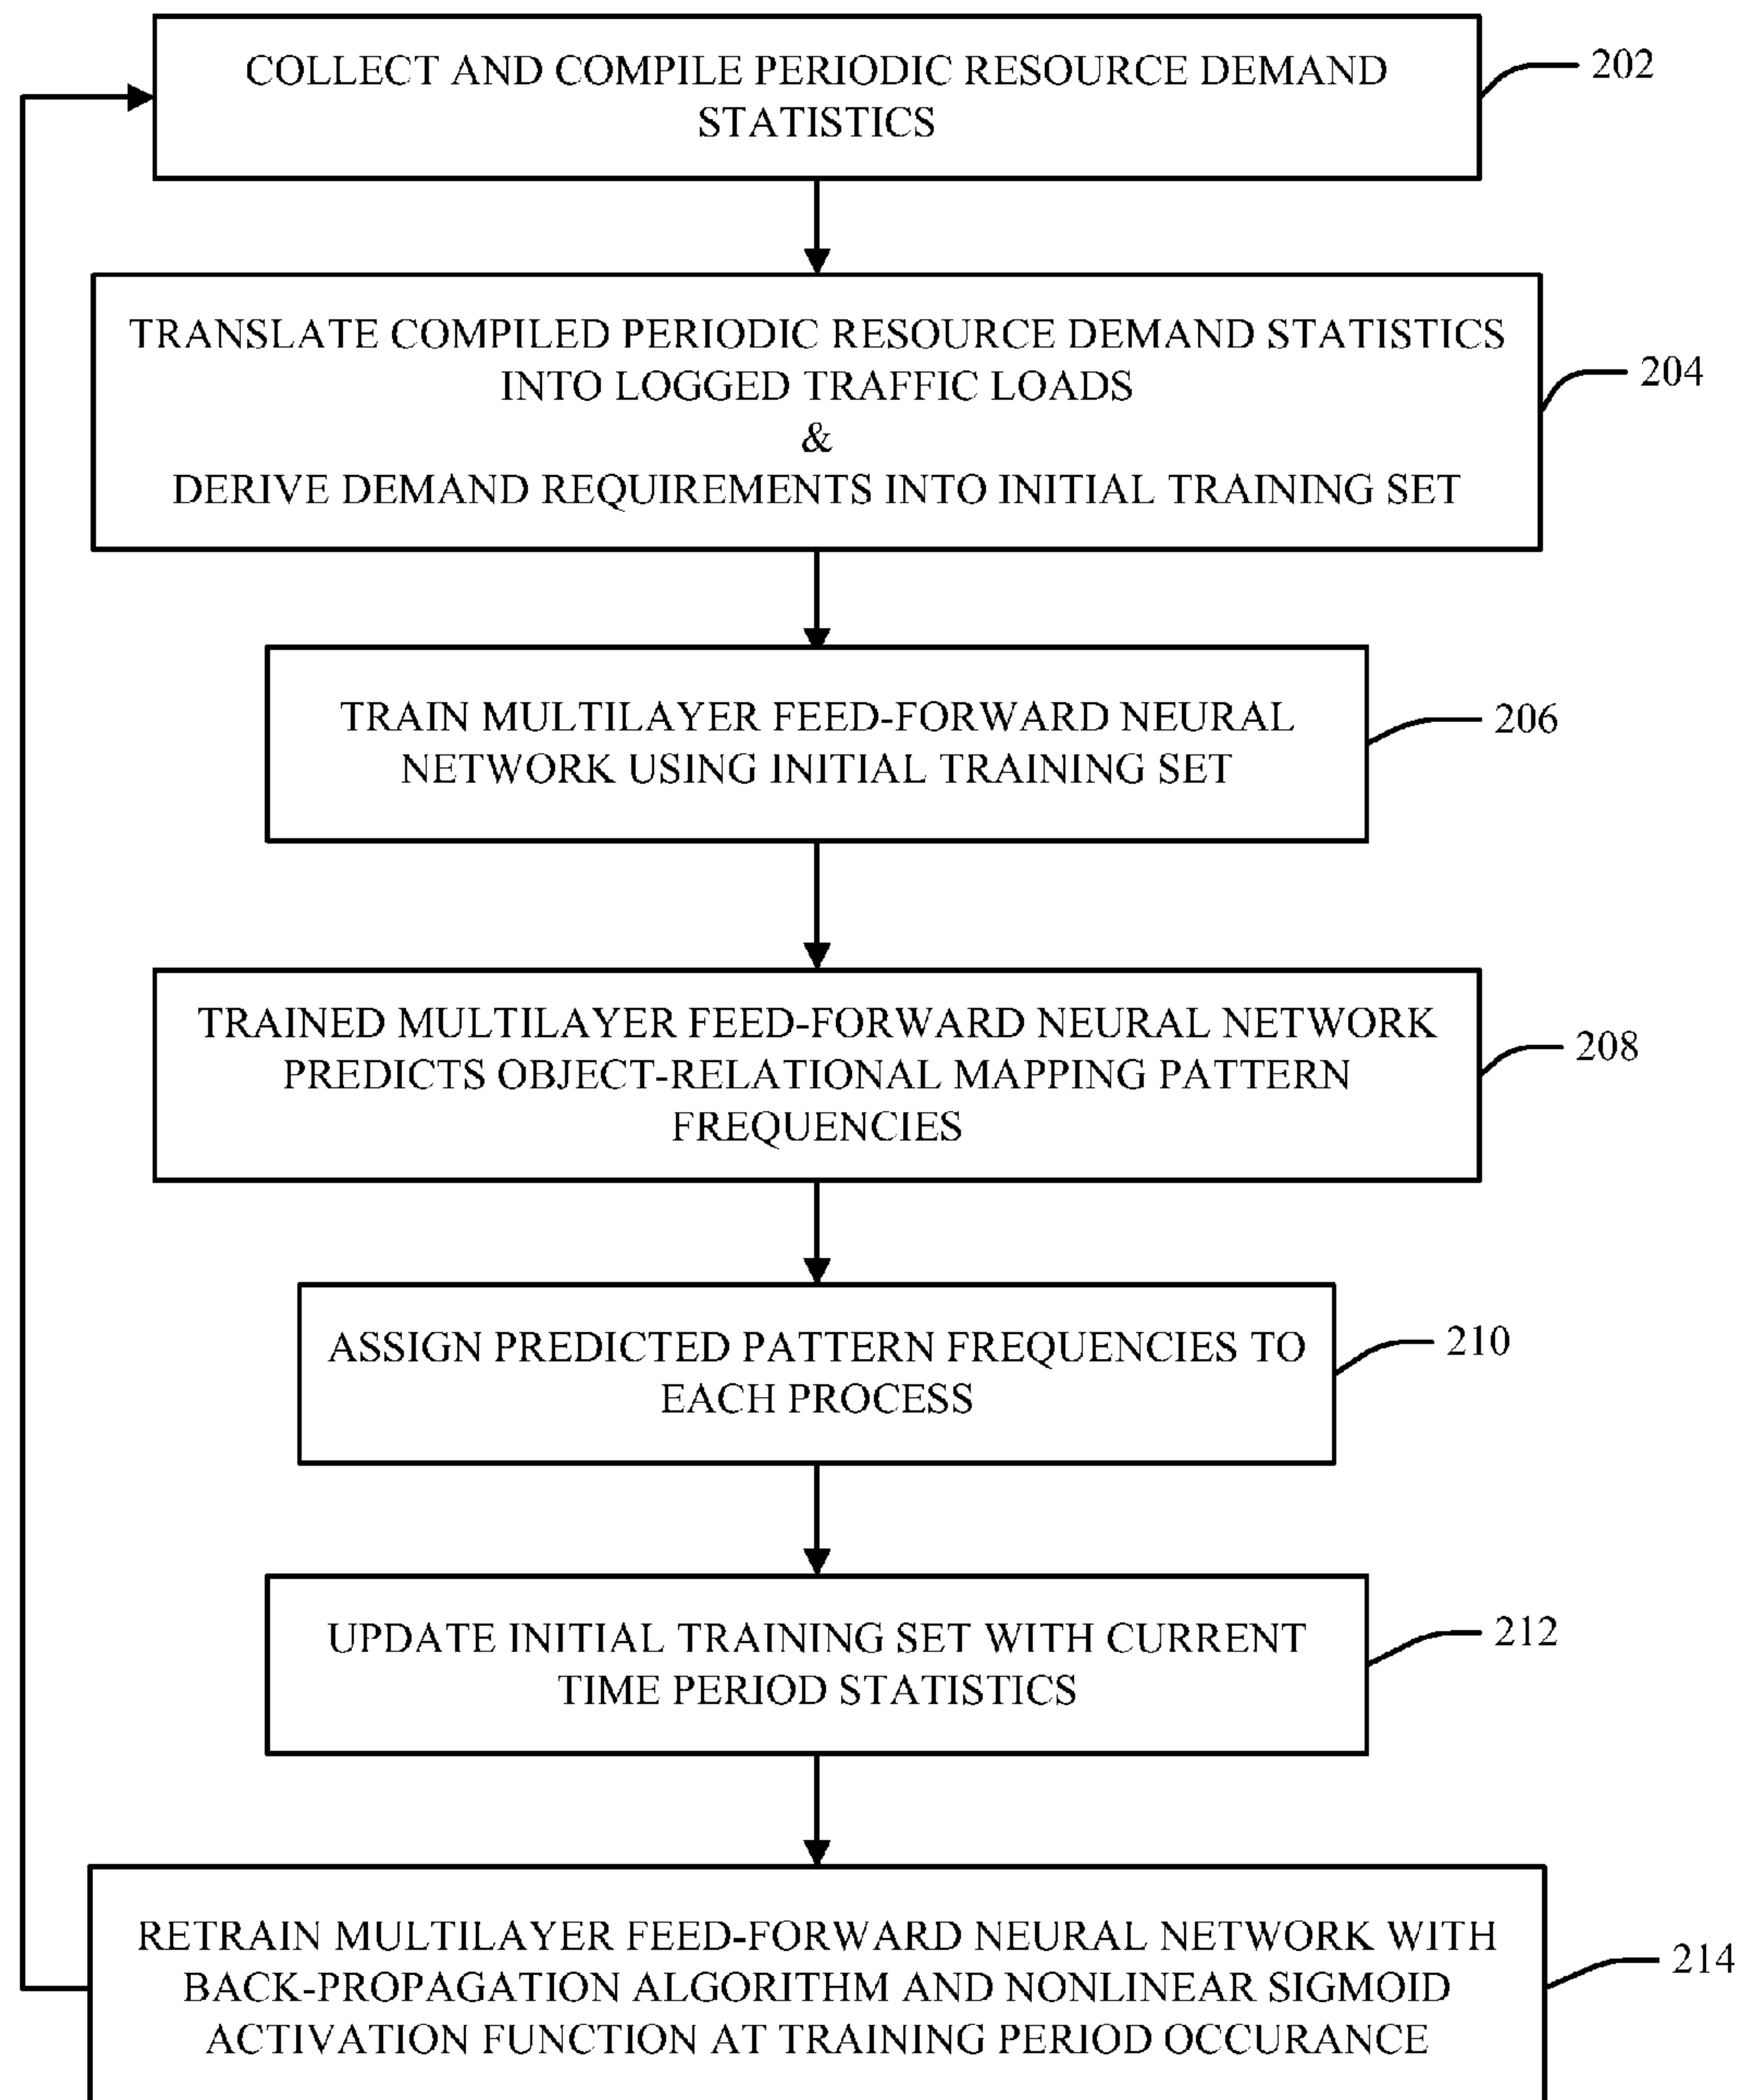 COLLECT AND COMPILE PERIODIC RESOURCE DEMAND
STATISTICS
202
TRANSLATE COMPILED PERIODIC RESOURCE DEMAND STATISTICS
INTO LOGGED TRAFFIC LOADS
&
DERIVE DEMAND REQUIREMENTS INTO INITIAL TRAINING SET
204
TRAIN MULTILAYER FEED-FORWARD NEURAL
NETWORK USING INITIAL TRAINING SET
206
TRAINED MULTILAYER FEED-FORWARD NEURAL NETWORK
PREDICTS OBJECT-RELATIONAL MAPPING PATTERN
FREQUENCIES
208
ASSIGN PREDICTED PATTERN FREQUENCIES TO
EACH PROCESS
210
UPDATE INITIAL TRAINING SET WITH CURRENT
TIME PERIOD STATISTICS
212
RETRAIN MULTILAYER FEED-FORWARD NEURAL NETWORK WITH
BACK-PROPAGATION ALGORITHM AND NONLINEAR SIGMOID
ACTIVATION FUNCTION AT TRAINING PERIOD OCCURANCE
214